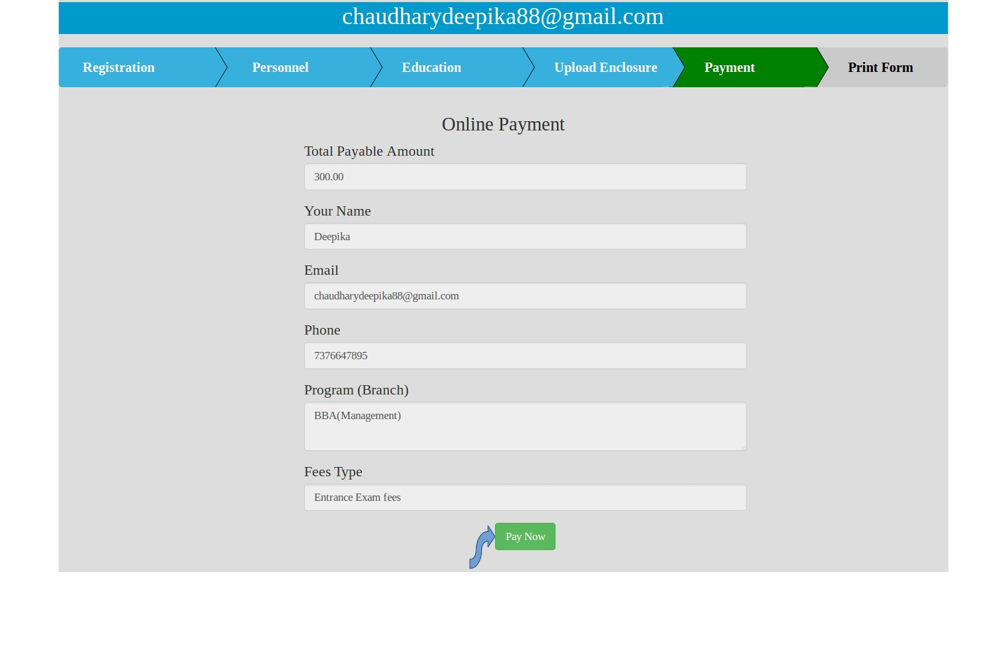 chaudharydeepika88@gmail.com
Registration Personnel Education Upload Enclosure Payment Print Form
Online Payment
Total Payable Amount
300.00
Your Name
Deepika
Email
chaudharydeepika88@gmail.com
Phone
7376647895
Program (Branch)
BBA(Management)
Fees Type
Entrance Exam fees
Pay Now